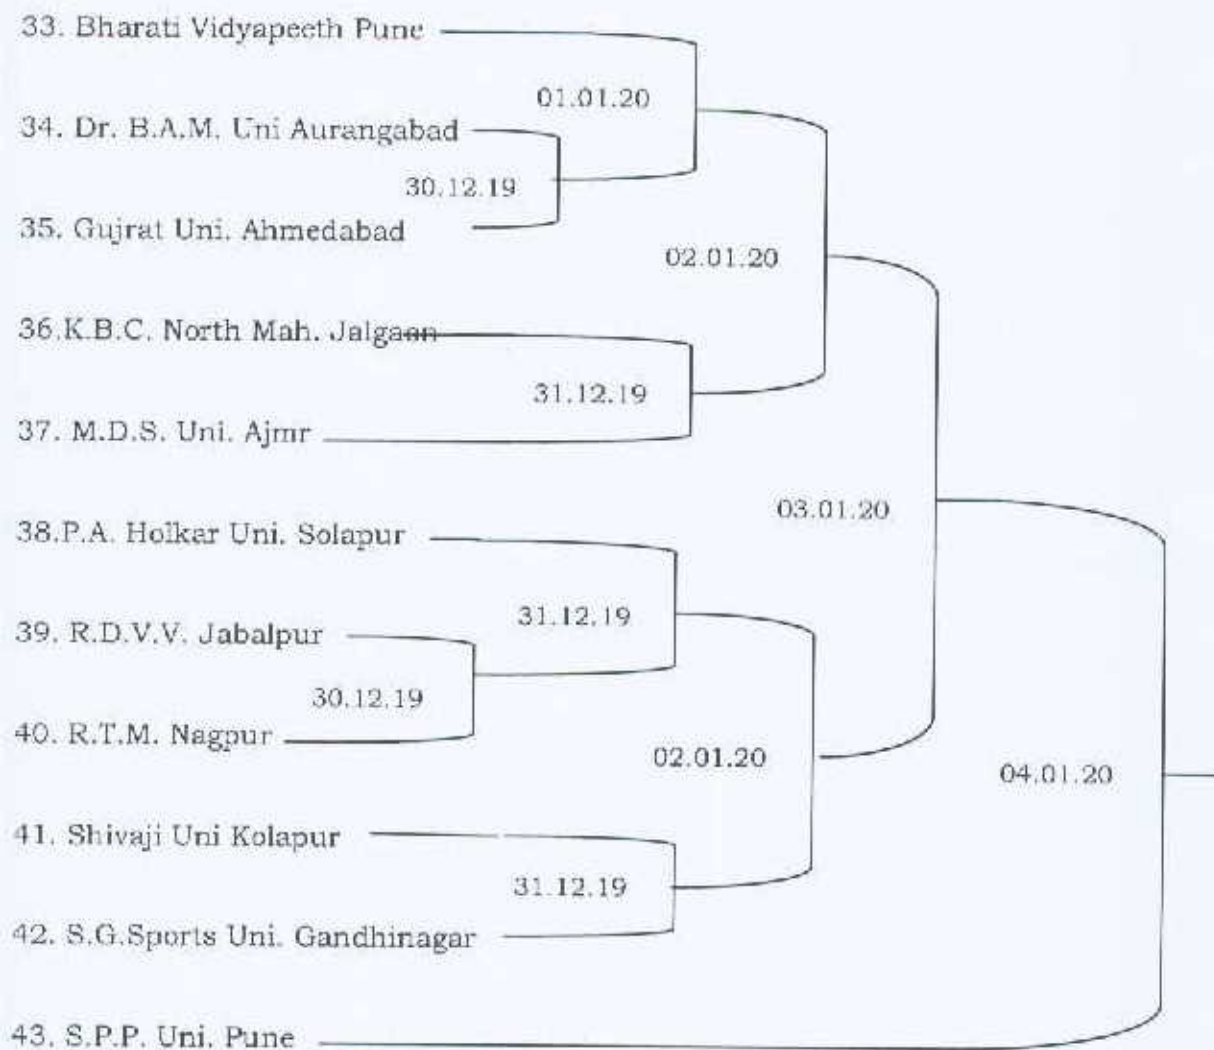 33. Bharati Vidyapeeth Pune
01.01.20
34. Dr. B.A.M. Uni Aurangabad
30.12.19
35. Gujrat Uni. Ahmedabad
02.01.20
36.K.B.C. North Mah. Jalgaon
31.12.19
37. M.D.S. Uni. Ajmr
03.01.20
38.P.A. Holkar Uni. Solapur
31.12.19
39. R.D.V.V. Jabalpur
30.12.19
40. R.T.M. Nagpur
02.01.20
04.01.20
41. Shivaji Uni Kolapur
31.12.19
42. S.G.Sports Uni. Gandhinagar
43. S.P.P. Uni. Pune